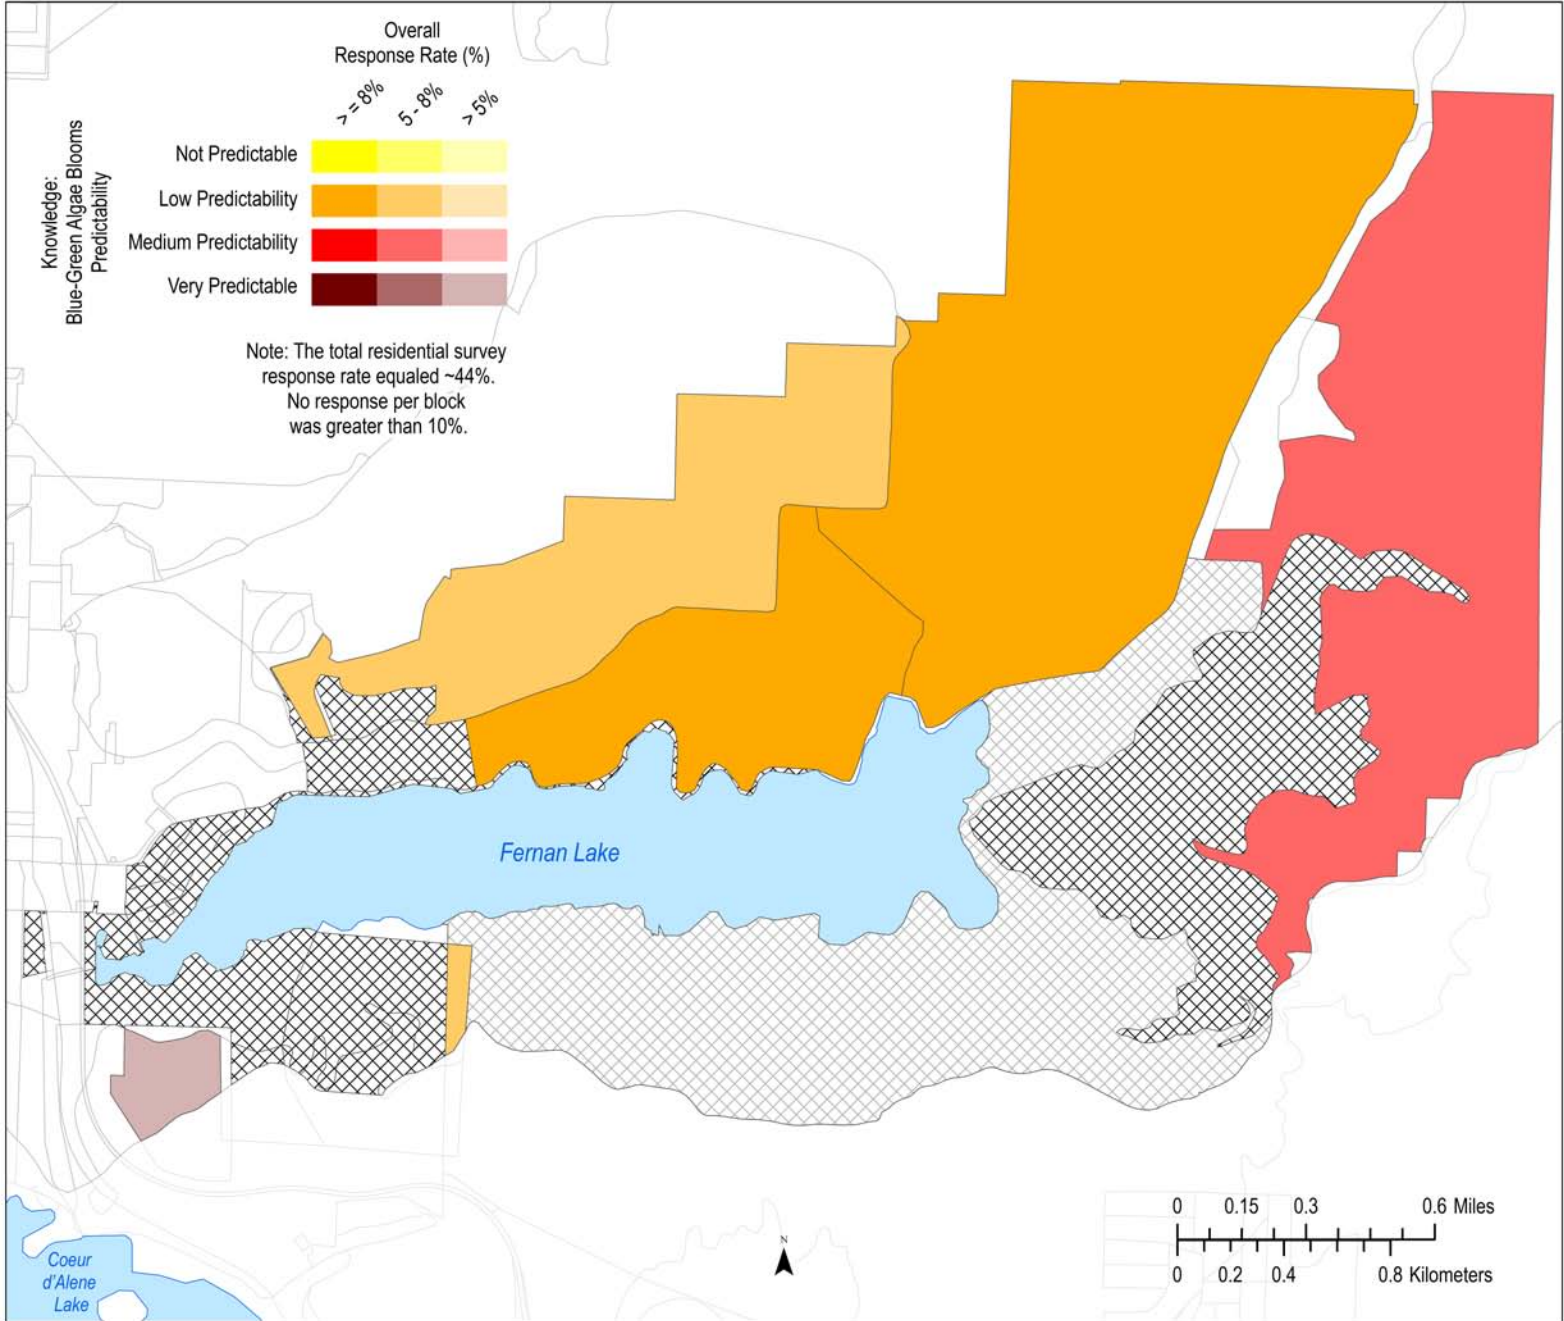 Overall
Response Rate (%)
> = 8%
5 - 8%
> 5%
Knowledge:
Blue-Green Algae Blooms
Predictability
Not Predictable
Low Predictability
Medium Predictability
Very Predictable
Note: The total residential survey
response rate equaled ~44%.
No response per block
was greater than 10%.
Fernan Lake
Coeur
d'Alene
Lake
N
0 0.15 0.3 0.6 Miles
0 0.2 0.4 0.8 Kilometers